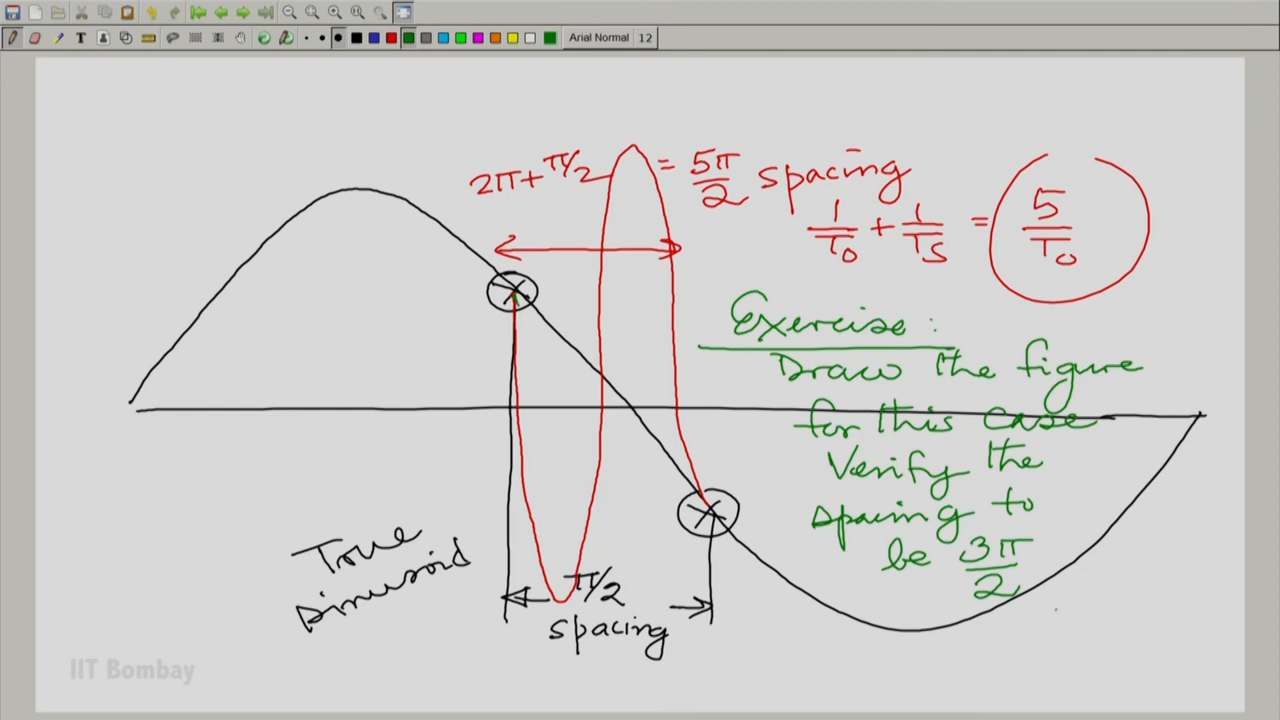 Arial Normal 12
2π + π/2 = 5π/2 spacing
1/T0 + 1/TS = 5/T0
Exercise :
Draw the figure
for this case
Verify the
spacing to
be 3π/2
True
sinusoid
π/2
spacing
IIT Bombay